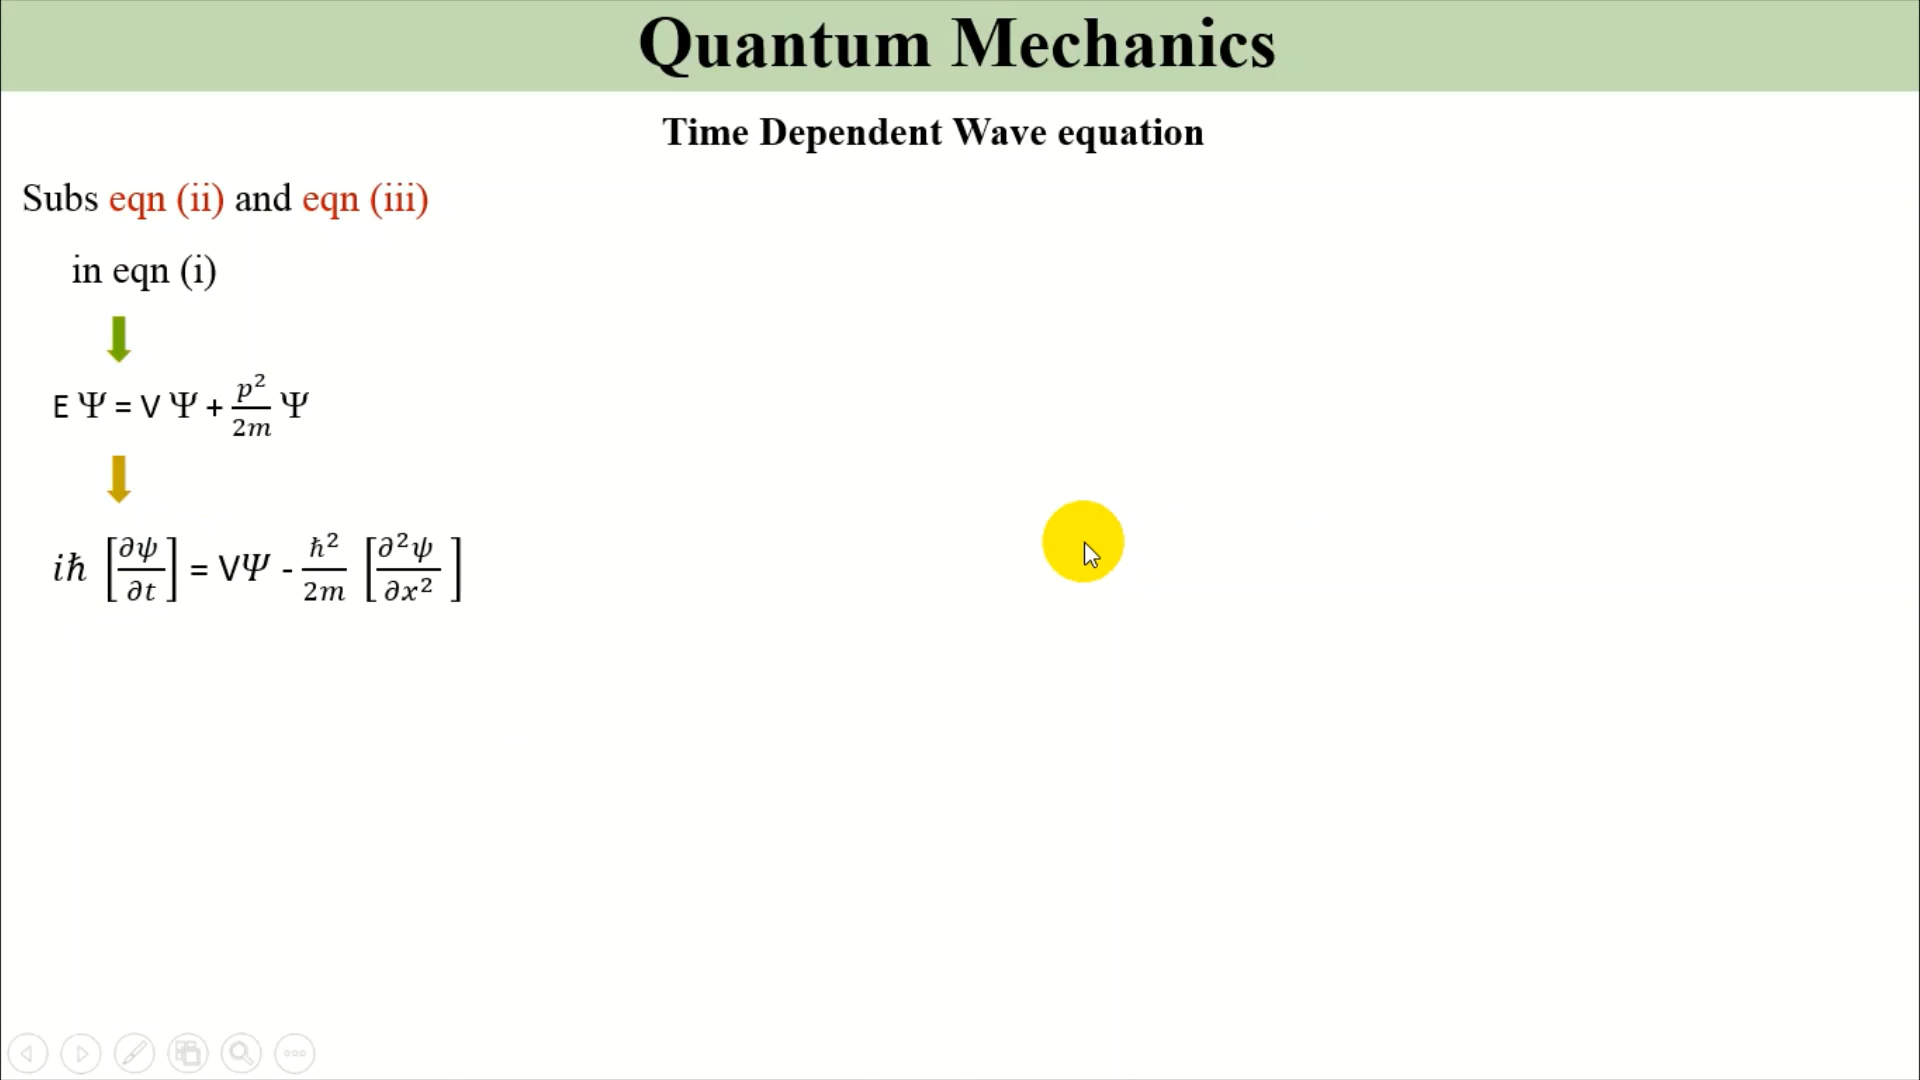 Quantum Mechanics
Time Dependent Wave equation
Subs eqn (ii) and eqn (iii)
in eqn (i)
E Ψ = V Ψ + p²/2m Ψ
iħ [∂ψ/∂t] = VΨ - ħ²/2m [∂²ψ/∂x²]